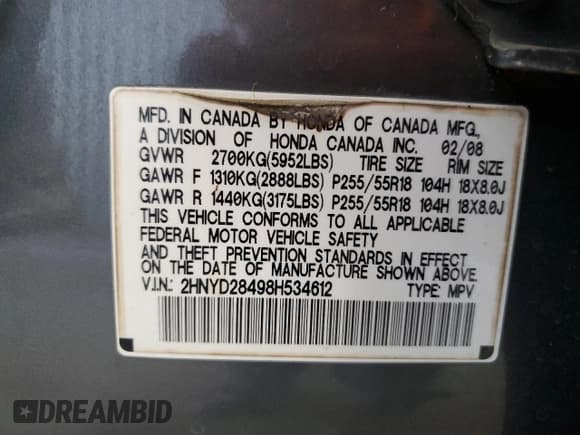 MFD. IN CANADA BY HONDA OF CANADA MFG.,
A DIVISION OF HONDA CANADA INC. 02/08
GVWR 2700KG(5952LBS) TIRE SIZE RIM SIZE
GAWR F 1310KG(2888LBS) P255/55R18 104H 18X8.0J
GAWR R 1440KG(3175LBS) P255/55R18 104H 18X8.0J
THIS VEHICLE CONFORMS TO ALL APPLICABLE
FEDERAL MOTOR VEHICLE SAFETY
AND THEFT PREVENTION STANDARDS IN EFFECT
ON THE DATE OF MANUFACTURE SHOWN ABOVE.
V.I.N.: 2HNYD28498H534612 TYPE: MPV
DREAMBID